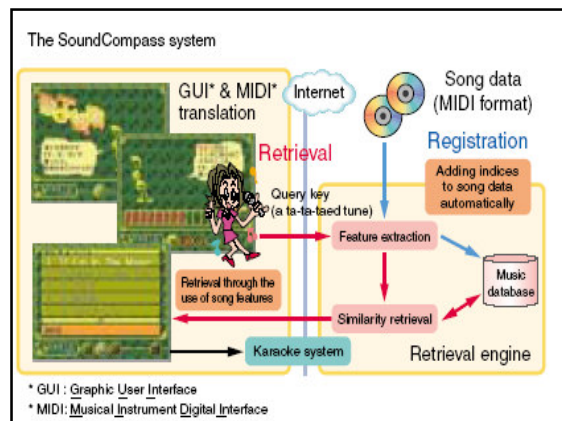 The SoundCompass system
GUI* & MIDI*
translation
Internet
Song data
(MIDI format)
Retrieval
Registration
Query key
(a ta-ta-taed tune)
Adding indices
to song data
automatically
Feature extraction
Retrieval through the
use of song features
Music
database
Similarity retrieval
Karaoke system
Retrieval engine
* GUI : Graphic User Interface
* MIDI: Musical Instrument Digital Interface